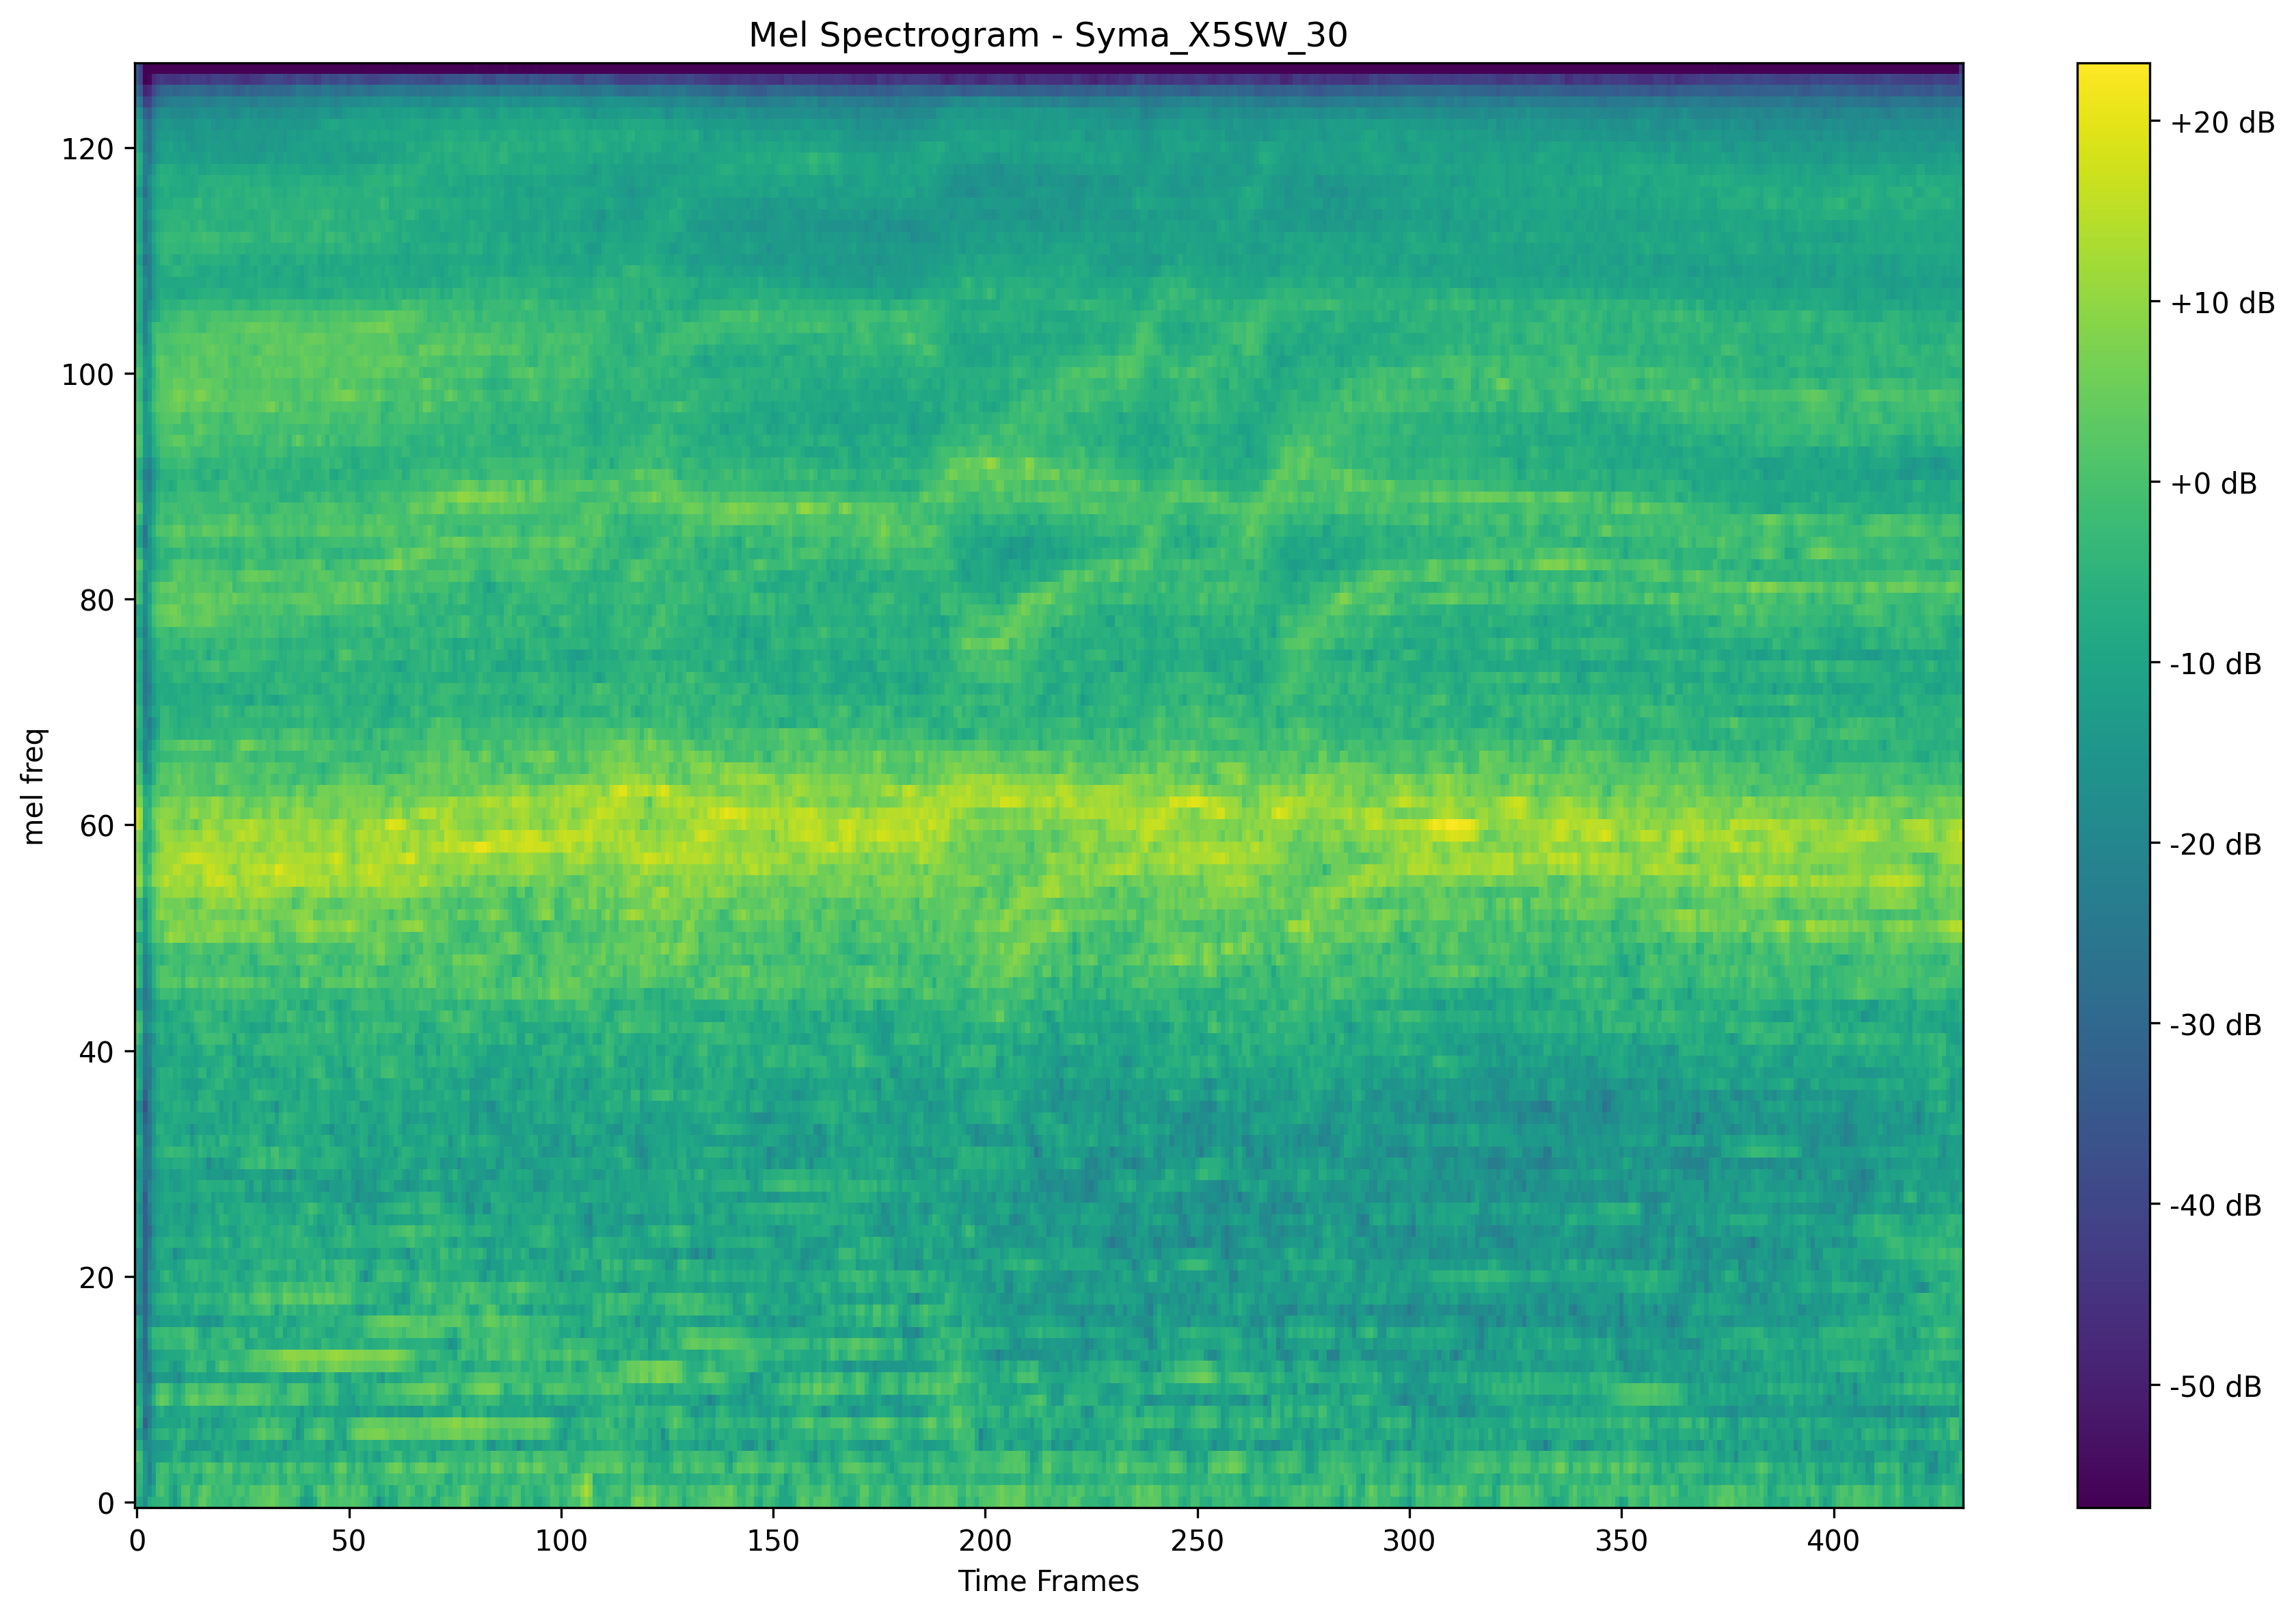 Mel Spectrogram - Syma_X5SW_30
mel freq
120
100
80
60
40
20
0
0 50 100 150 200 250 300 350 400
Time Frames
+20 dB
+10 dB
+0 dB
-10 dB
-20 dB
-30 dB
-40 dB
-50 dB